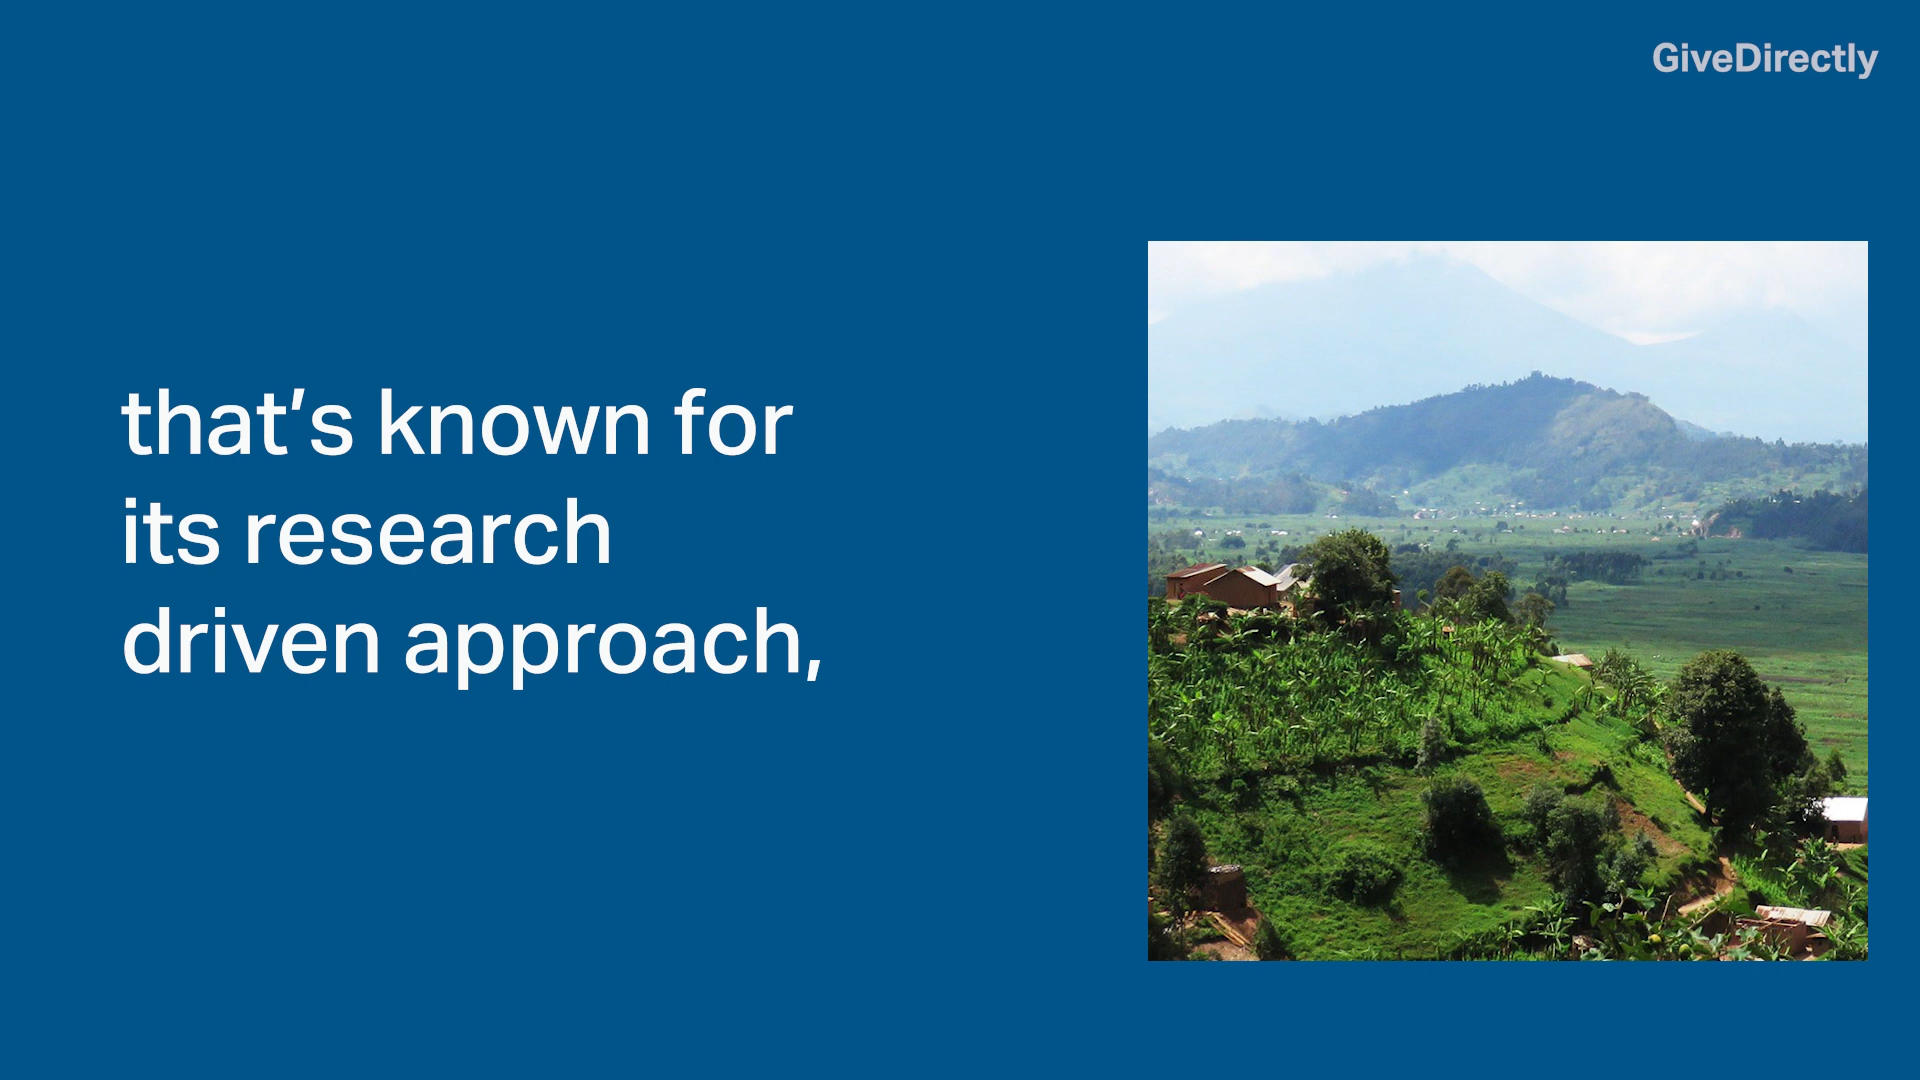 GiveDirectly
that’s known for
its research
driven approach,